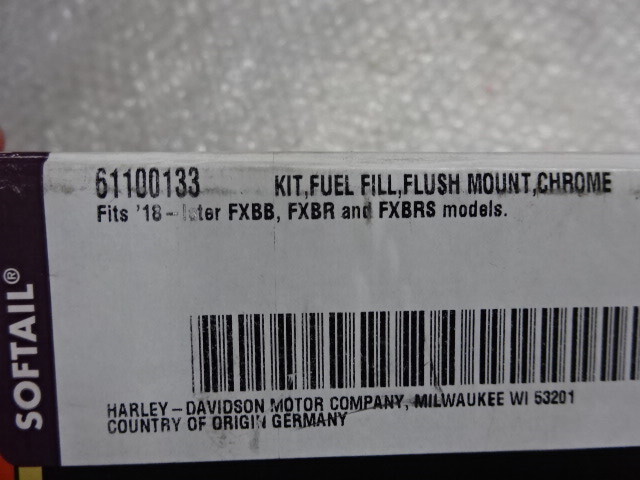 61100133 KIT,FUEL FILL,FLUSH MOUNT,CHROME
Fits '18-later FXBB, FXBR and FXBRS models.
SOFTAIL®
HARLEY-DAVIDSON MOTOR COMPANY, MILWAUKEE WI 53201
COUNTRY OF ORIGIN GERMANY